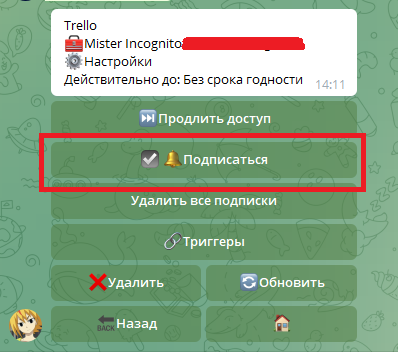 Trello
Mister Incognito
Настройки
Действительно до: Без срока годности
14:11
Продлить доступ
Подписаться
Удалить все подписки
Триггеры
Удалить
Обновить
BACK Назад